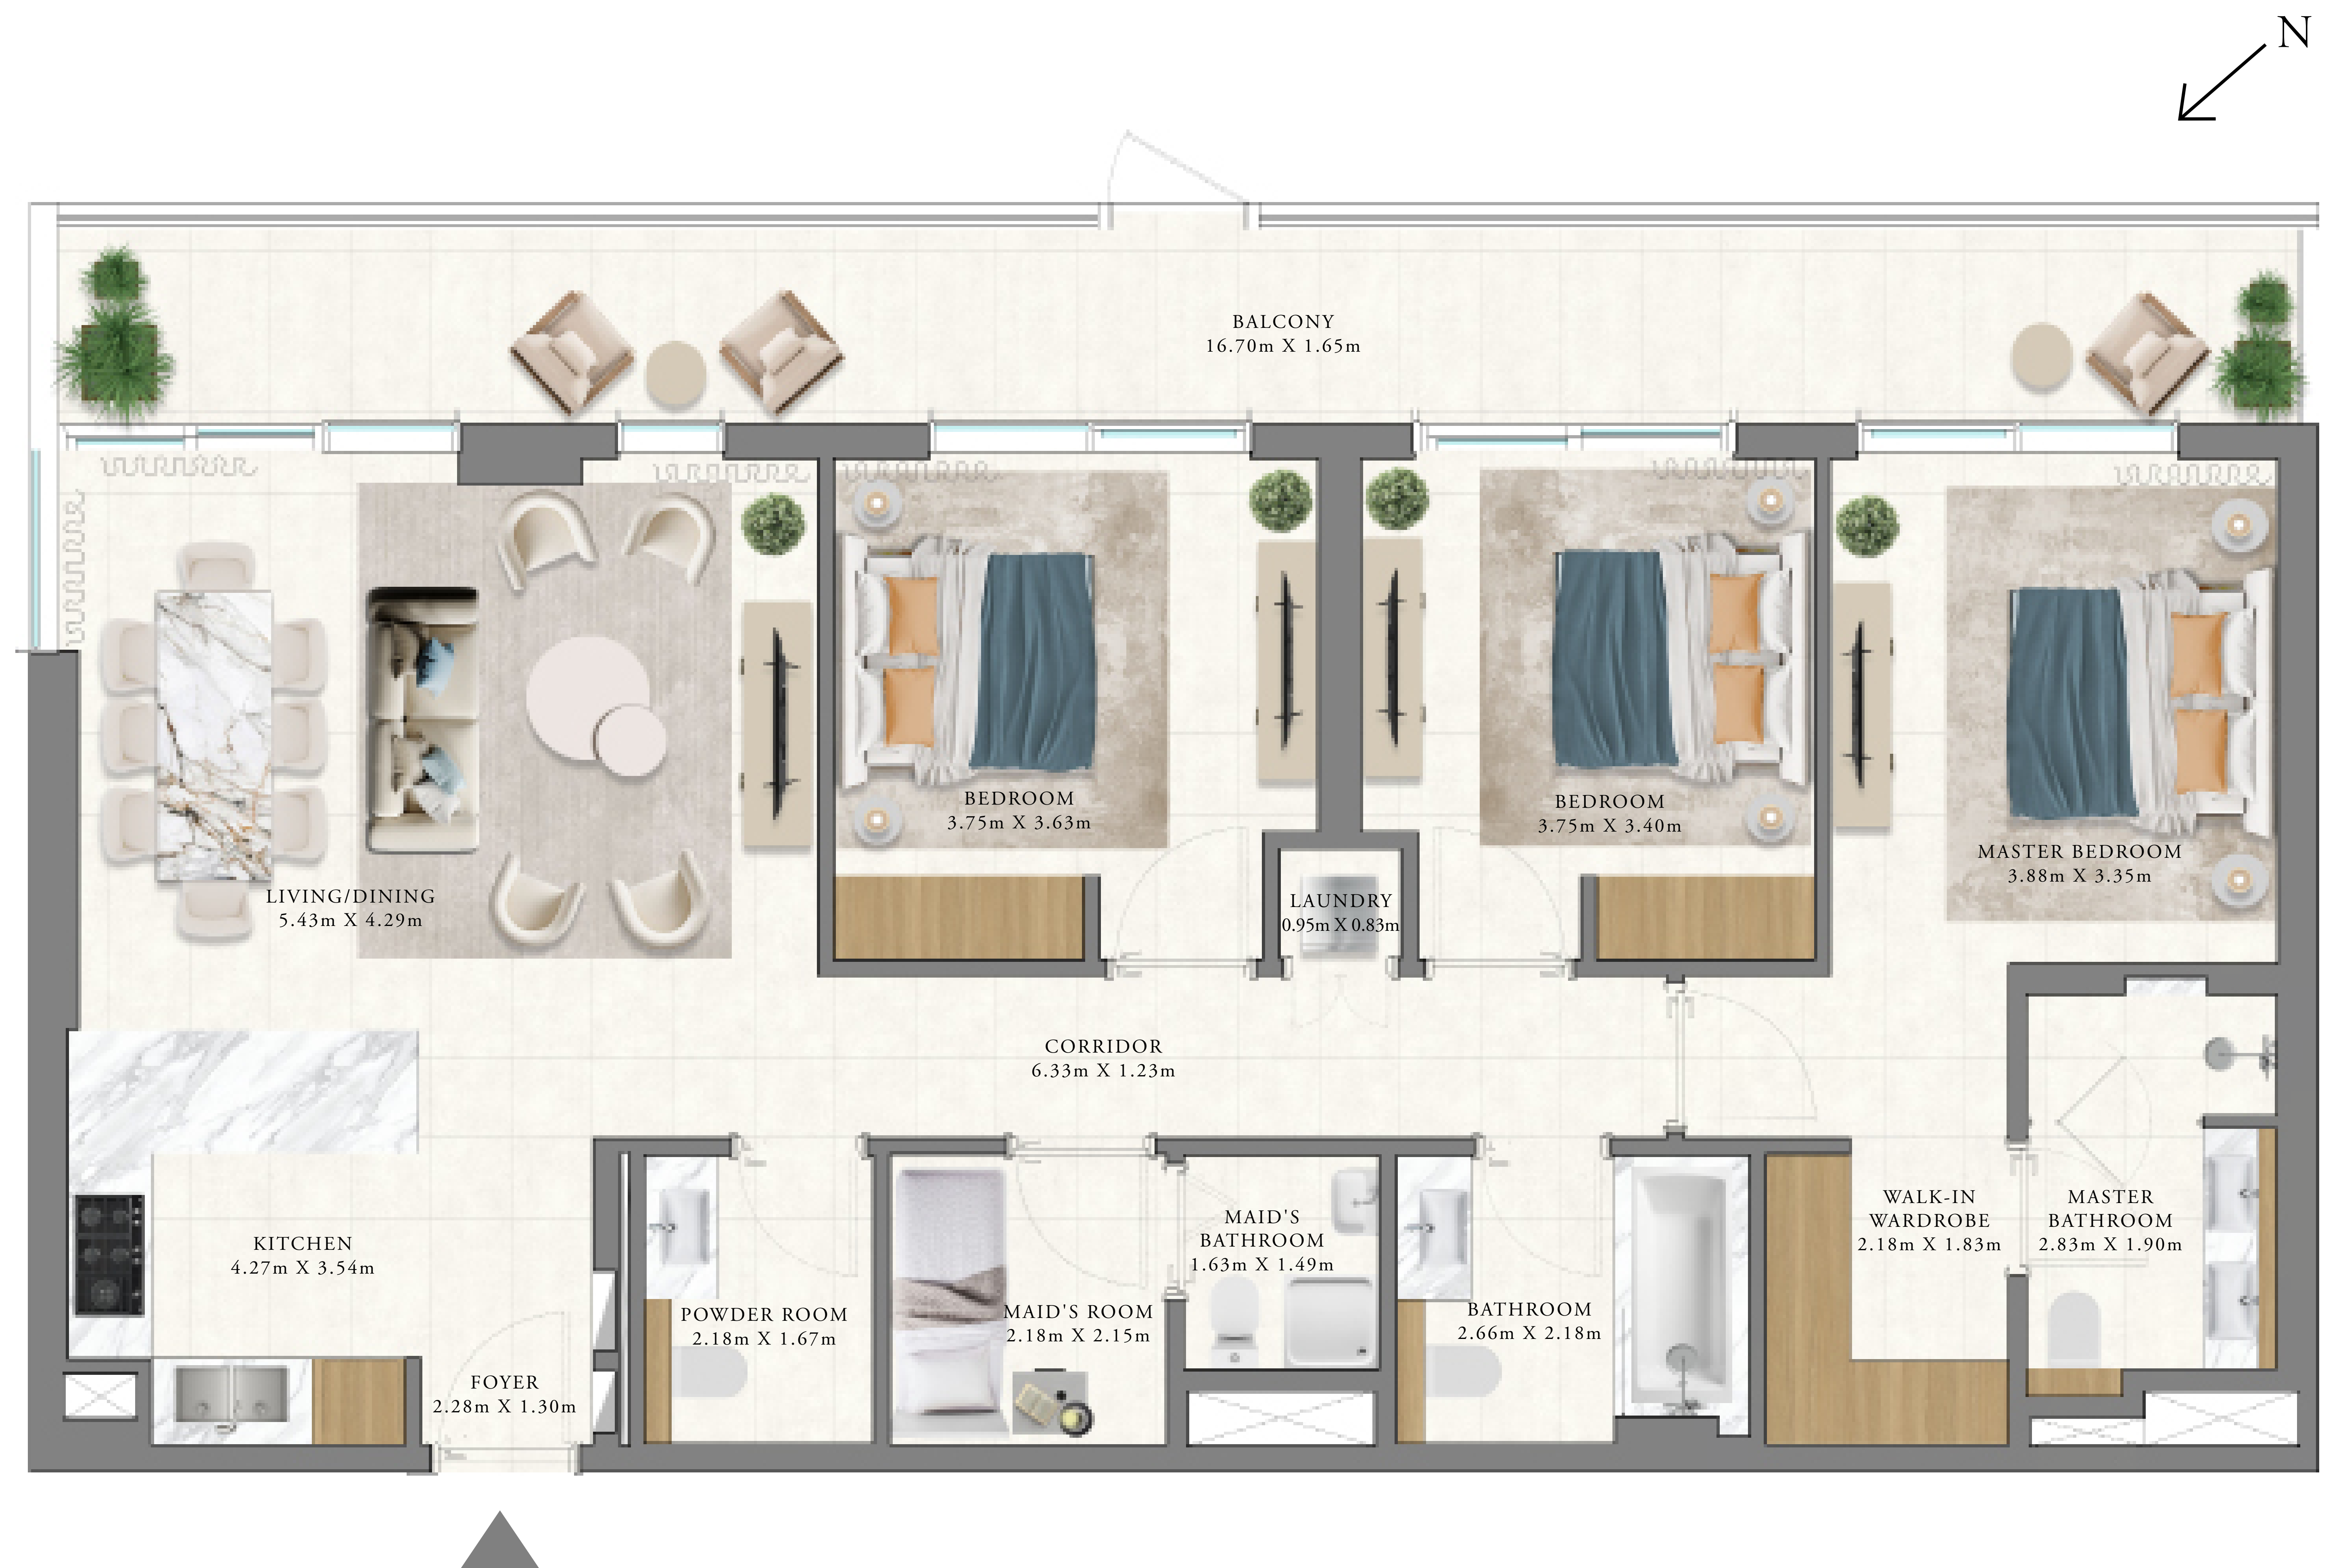 N
BALCONY
16.70m X 1.65m
BEDROOM
3.75m X 3.63m
BEDROOM
3.75m X 3.40m
MASTER BEDROOM
3.88m X 3.35m
LIVING/DINING
5.43m X 4.29m
LAUNDRY
0.95m X 0.83m
CORRIDOR
6.33m X 1.23m
KITCHEN
4.27m X 3.54m
FOYER
2.28m X 1.30m
POWDER ROOM
2.18m X 1.67m
MAID'S ROOM
2.18m X 2.15m
MAID'S
BATHROOM
1.63m X 1.49m
BATHROOM
2.66m X 2.18m
WALK-IN
WARDROBE
2.18m X 1.83m
MASTER
BATHROOM
2.83m X 1.90m